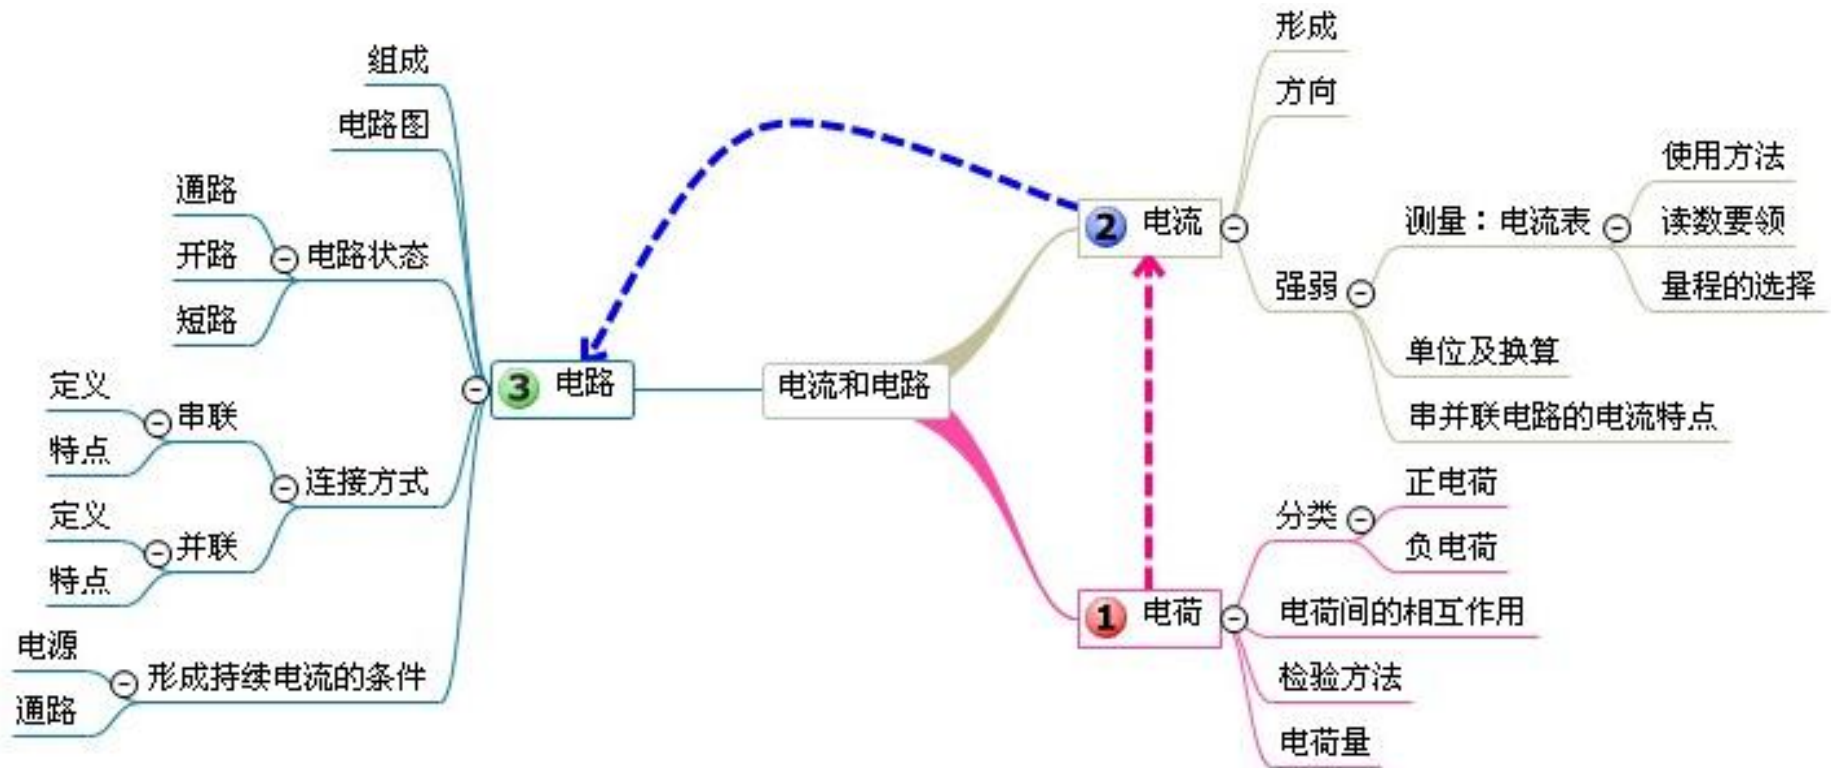 电流和电路
1 电荷
分类
正电荷
负电荷
电荷间的相互作用
检验方法
电荷量
2 电流
形成
方向
强弱
测量：电流表
使用方法
读数要领
量程的选择
单位及换算
串并联电路的电流特点
3 电路
组成
电路图
电路状态
通路
开路
短路
连接方式
串联
定义
特点
并联
定义
特点
形成持续电流的条件
电源
通路